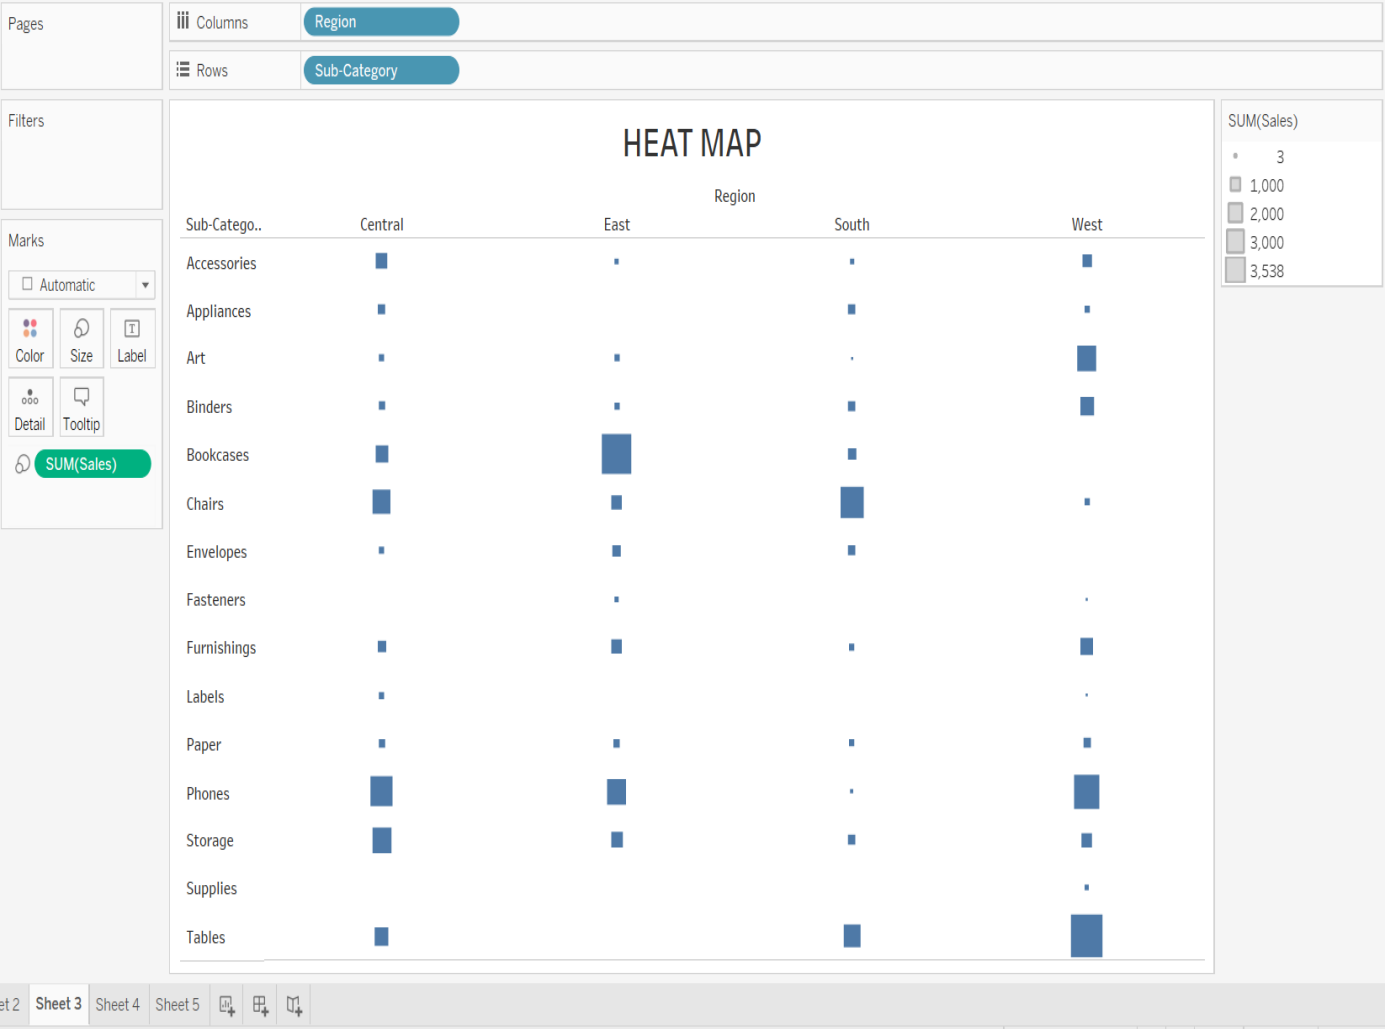 Pages
Columns
Region
Rows
Sub-Category
Filters
HEAT MAP
SUM(Sales)
3
1,000
2,000
3,000
3,538
Region
Sub-Catego..
Central
East
South
West
Marks
Automatic
Color
Size
Label
Detail
Tooltip
SUM(Sales)
Accessories
Appliances
Art
Binders
Bookcases
Chairs
Envelopes
Fasteners
Furnishings
Labels
Paper
Phones
Storage
Supplies
Tables
et 2
Sheet 3
Sheet 4
Sheet 5